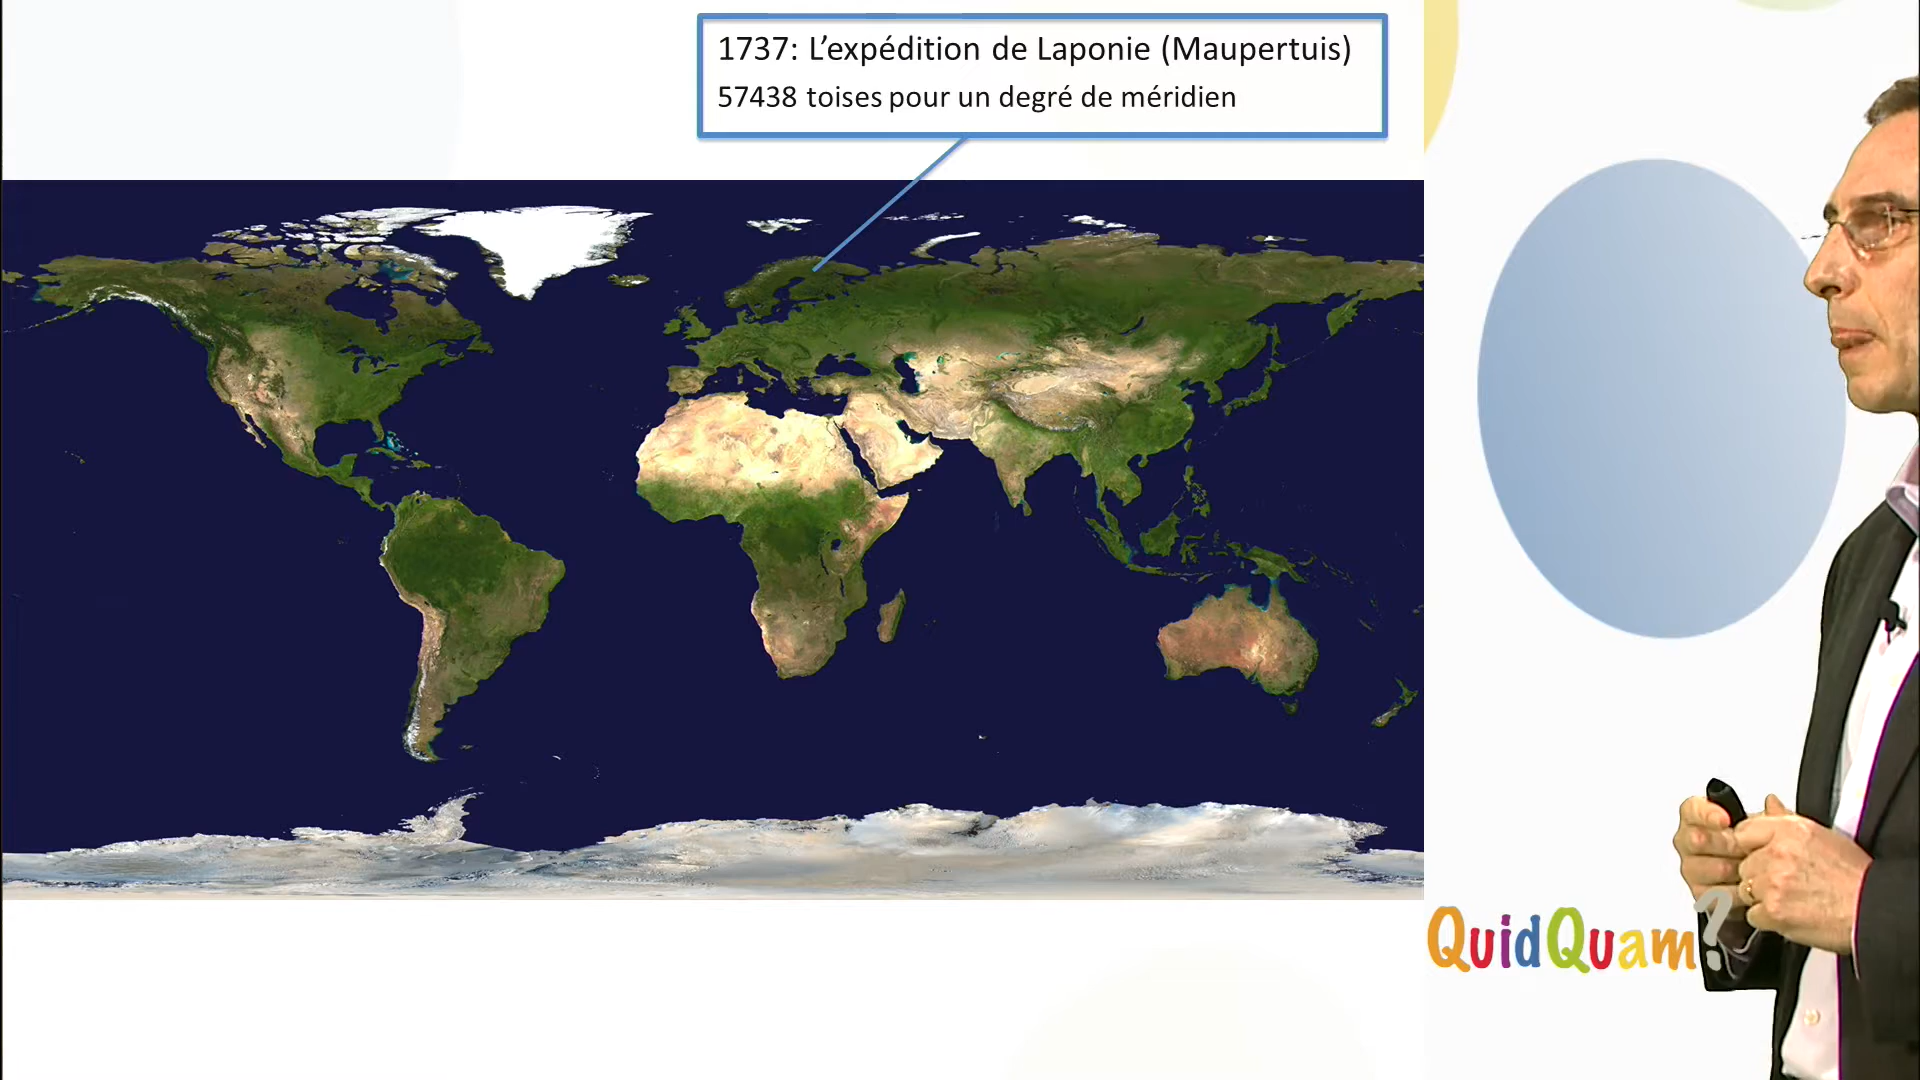 1737: L’expédition de Laponie (Maupertuis)
57438 toises pour un degré de méridien
QuidQuam?